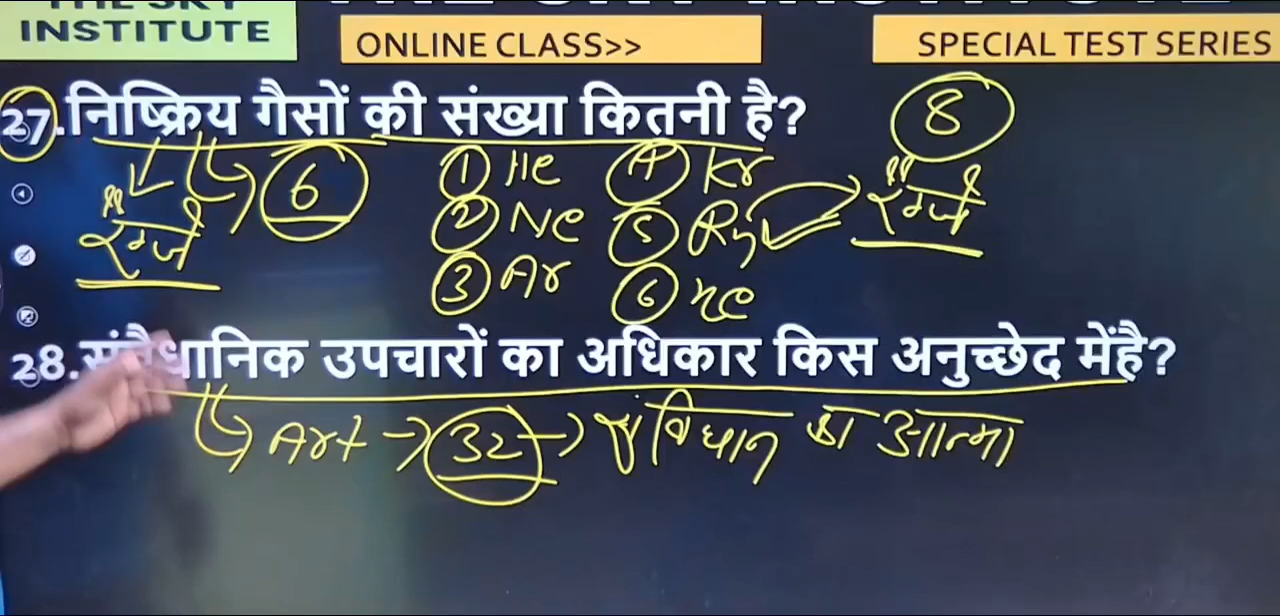 INSTITUTE
ONLINE CLASS>>
SPECIAL TEST SERIES
27.निष्क्रिय गैसों की संख्या कितनी है?
8
6
① He
④ Kr
② Ne
⑤ Rn
③ Ar
⑥ Xe
28.संवैधानिक उपचारों का अधिकार किस अनुच्छेद मेंहै?
Art → 32 → संविधान का आत्मा